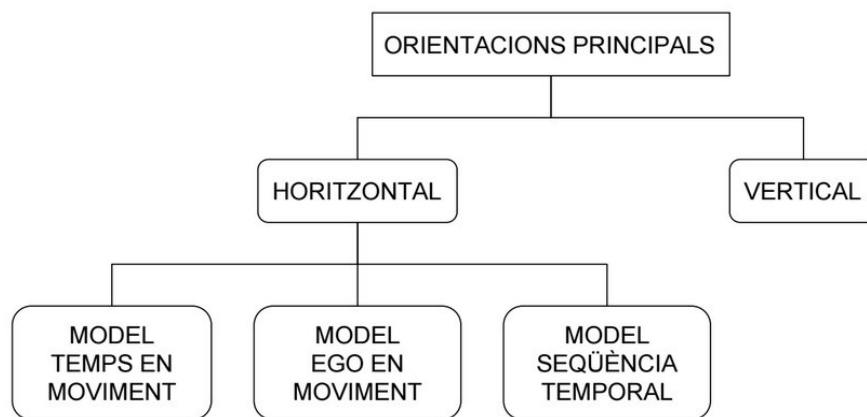 ORIENTACIONS PRINCIPALS
HORITZONTAL
VERTICAL
MODEL
TEMPS EN
MOVIMENT
MODEL
EGO EN
MOVIMENT
MODEL
SEQÜÈNCIA
TEMPORAL